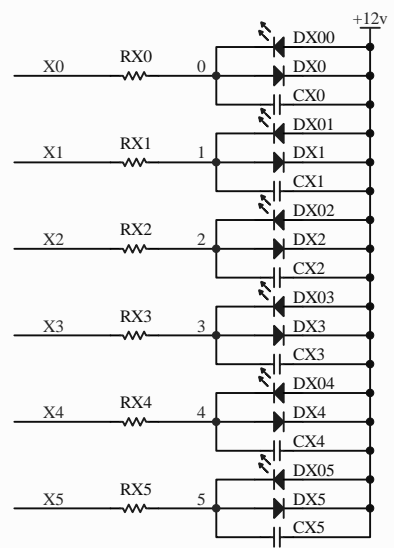 +12v
DX00
X0 RX0 0 DX0
CX0
DX01
X1 RX1 1 DX1
CX1
DX02
X2 RX2 2 DX2
CX2
DX03
X3 RX3 3 DX3
CX3
DX04
X4 RX4 4 DX4
CX4
DX05
X5 RX5 5 DX5
CX5